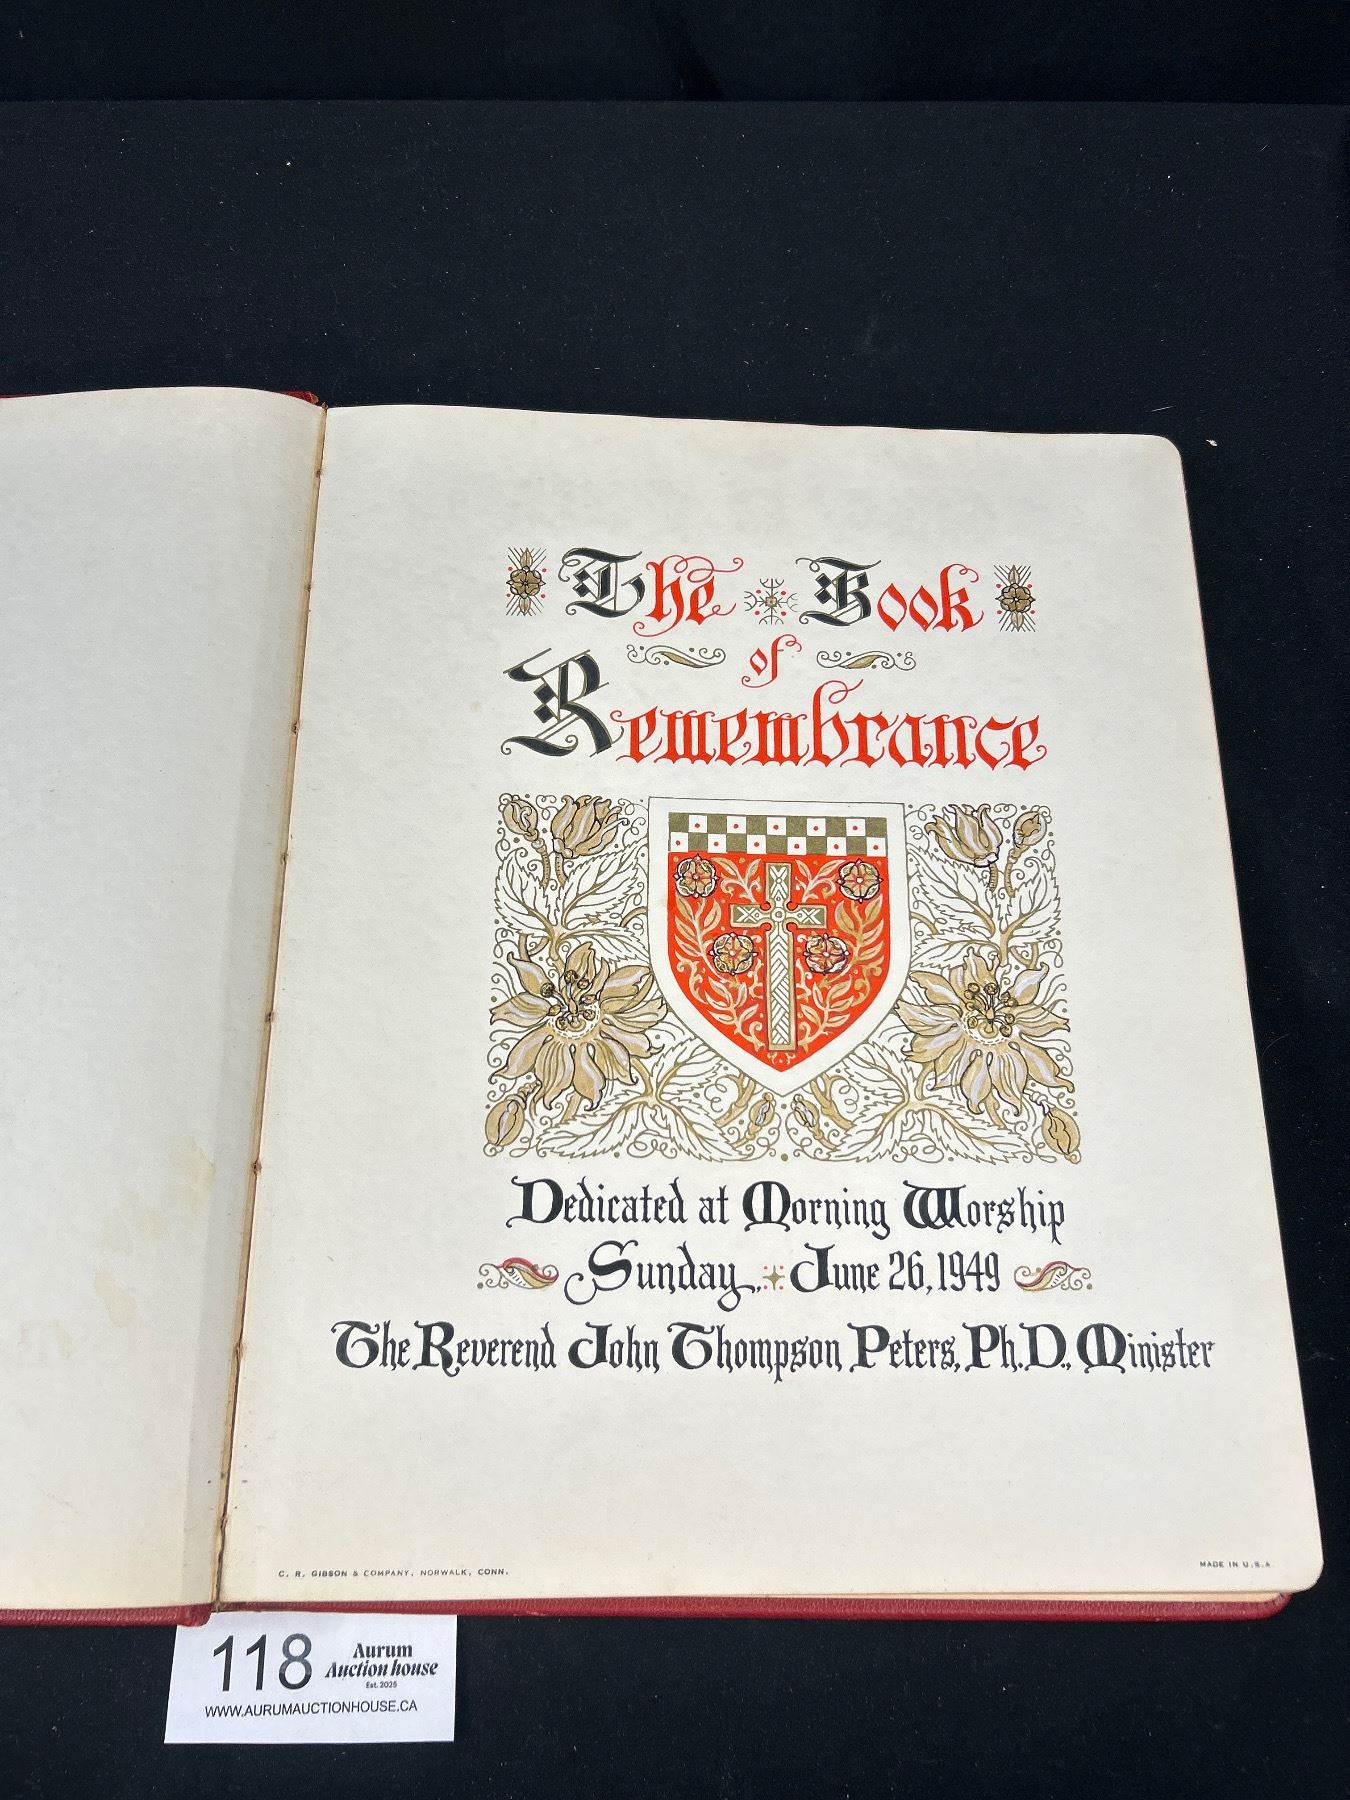 The Book
of
Remembrance
Dedicated at Morning Worship
Sunday, June 26, 1949
The Reverend John Thompson Peters, Ph.D., Minister
C. R. GIBSON & COMPANY, NORWALK, CONN.
MADE IN U.S.A.
118
Aurum
Auction house
Est. 2025
WWW.AURUMAUCTIONHOUSE.CA